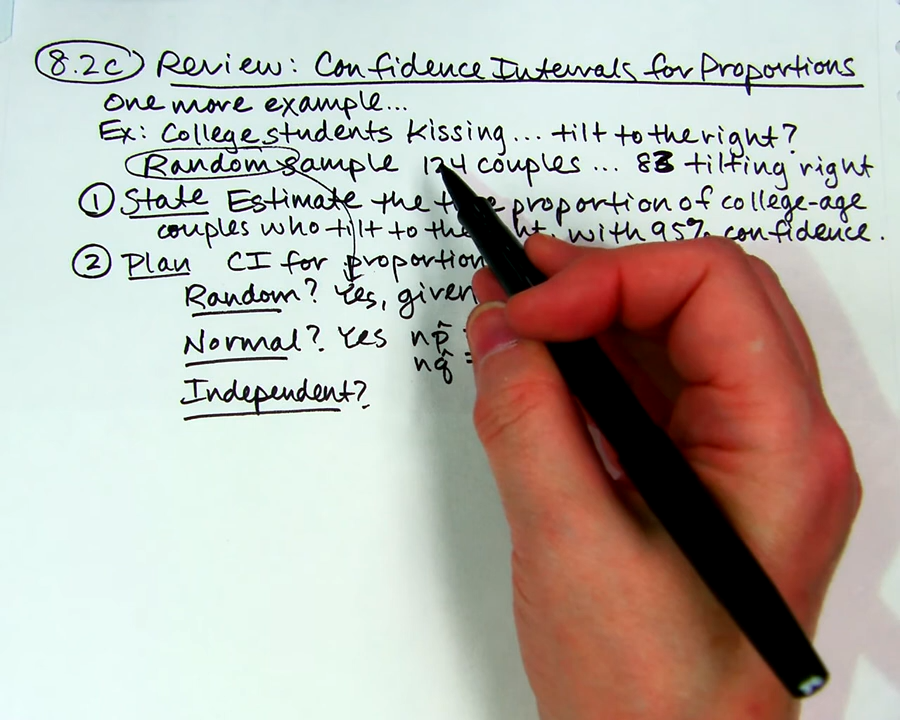 8.2c Review: Confidence Intervals for Proportions
One more example...
Ex: College students kissing... tilt to the right?
Random sample 124 couples ... 83 tilting right
① State Estimate the proportion of college-age
couples who tilt to the with 95% confidence.
② Plan CI for proportion
Random? Yes, given
Normal? Yes np̂
nq̂ =
Independent?